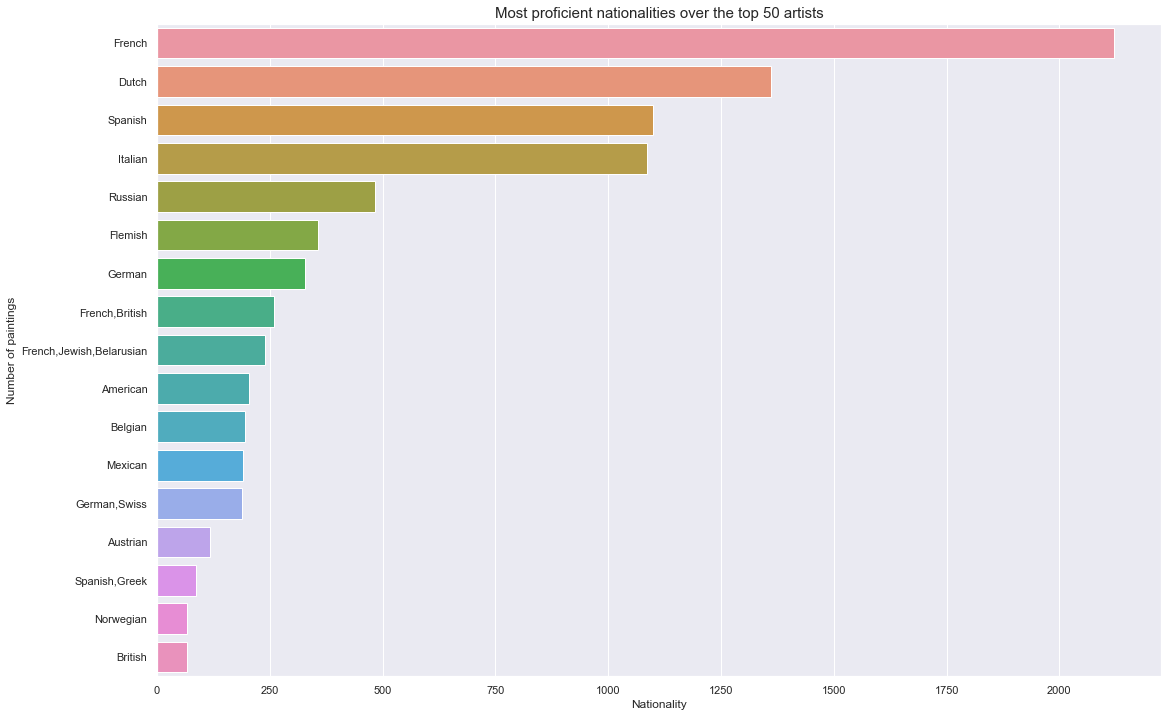 Most proficient nationalities over the top 50 artists
Number of paintings
French
Dutch
Spanish
Italian
Russian
Flemish
German
French,British
French,Jewish,Belarusian
American
Belgian
Mexican
German,Swiss
Austrian
Spanish,Greek
Norwegian
British
0 250 500 750 1000 1250 1500 1750 2000
Nationality